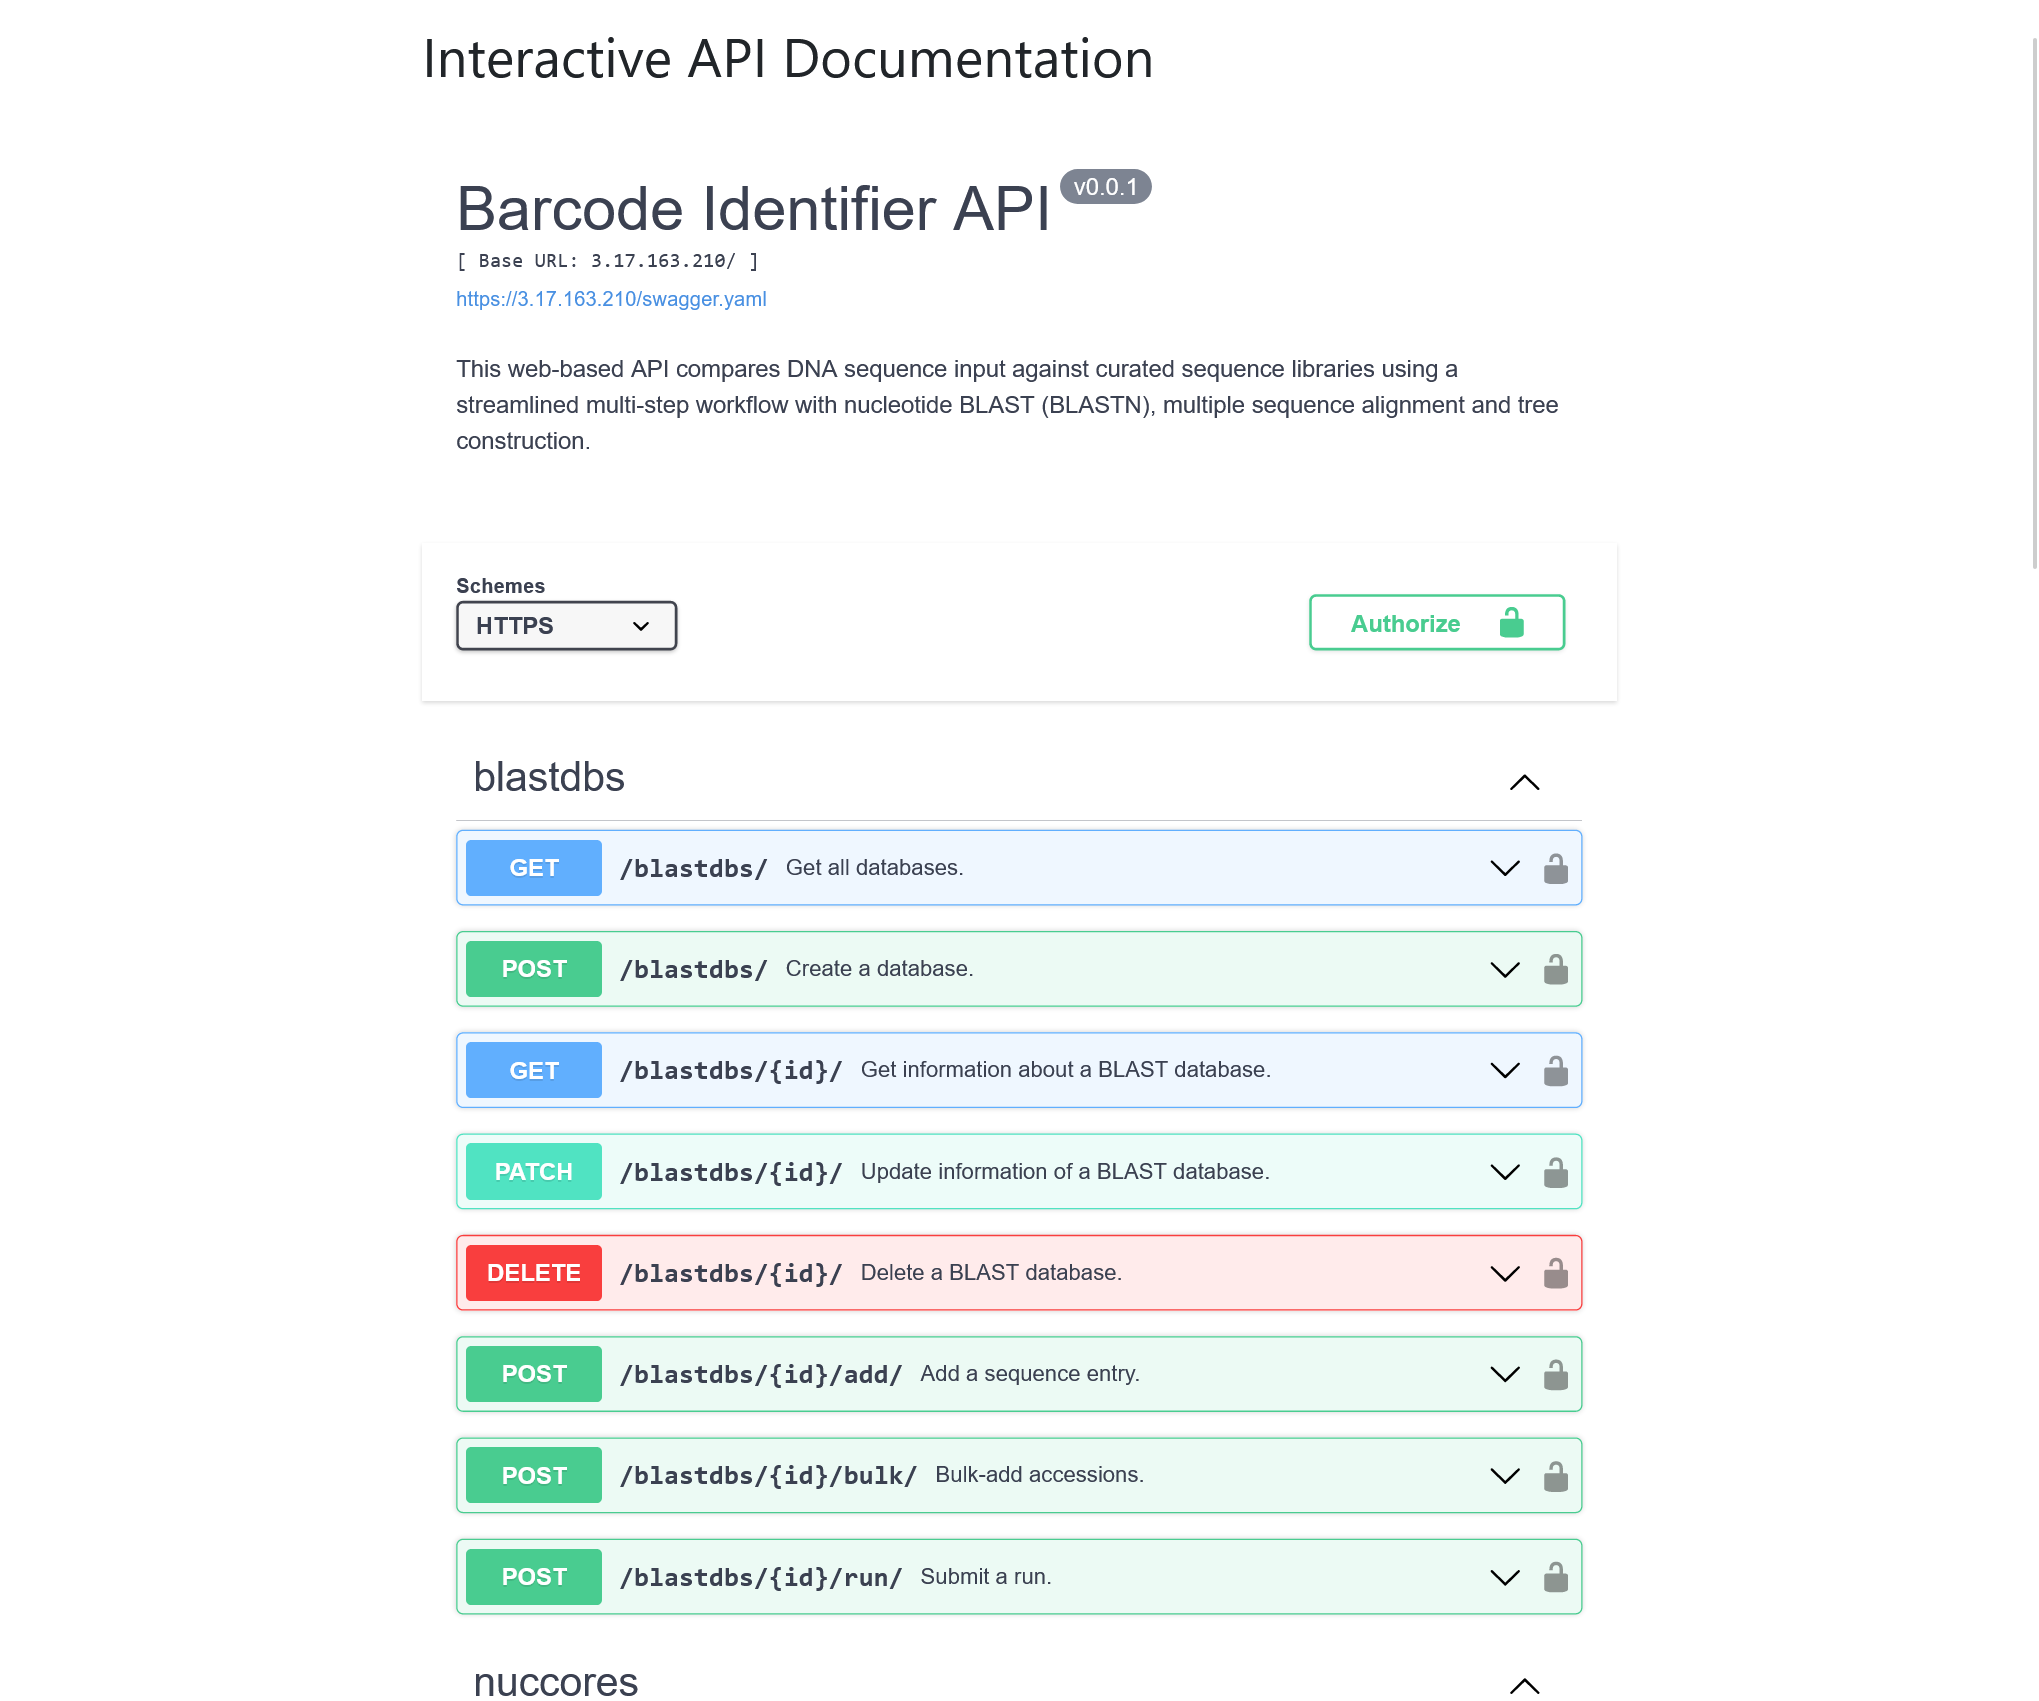 Interactive API Documentation
Barcode Identifier API v0.0.1
[ Base URL: 3.17.163.210/ ]
https://3.17.163.210/swagger.yaml
This web-based API compares DNA sequence input against curated sequence libraries using a
streamlined multi-step workflow with nucleotide BLAST (BLASTN), multiple sequence alignment and tree
construction.
Schemes
HTTPS
Authorize
blastdbs
GET /blastdbs/ Get all databases.
POST /blastdbs/ Create a database.
GET /blastdbs/{id}/ Get information about a BLAST database.
PATCH /blastdbs/{id}/ Update information of a BLAST database.
DELETE /blastdbs/{id}/ Delete a BLAST database.
POST /blastdbs/{id}/add/ Add a sequence entry.
POST /blastdbs/{id}/bulk/ Bulk-add accessions.
POST /blastdbs/{id}/run/ Submit a run.
nuccores